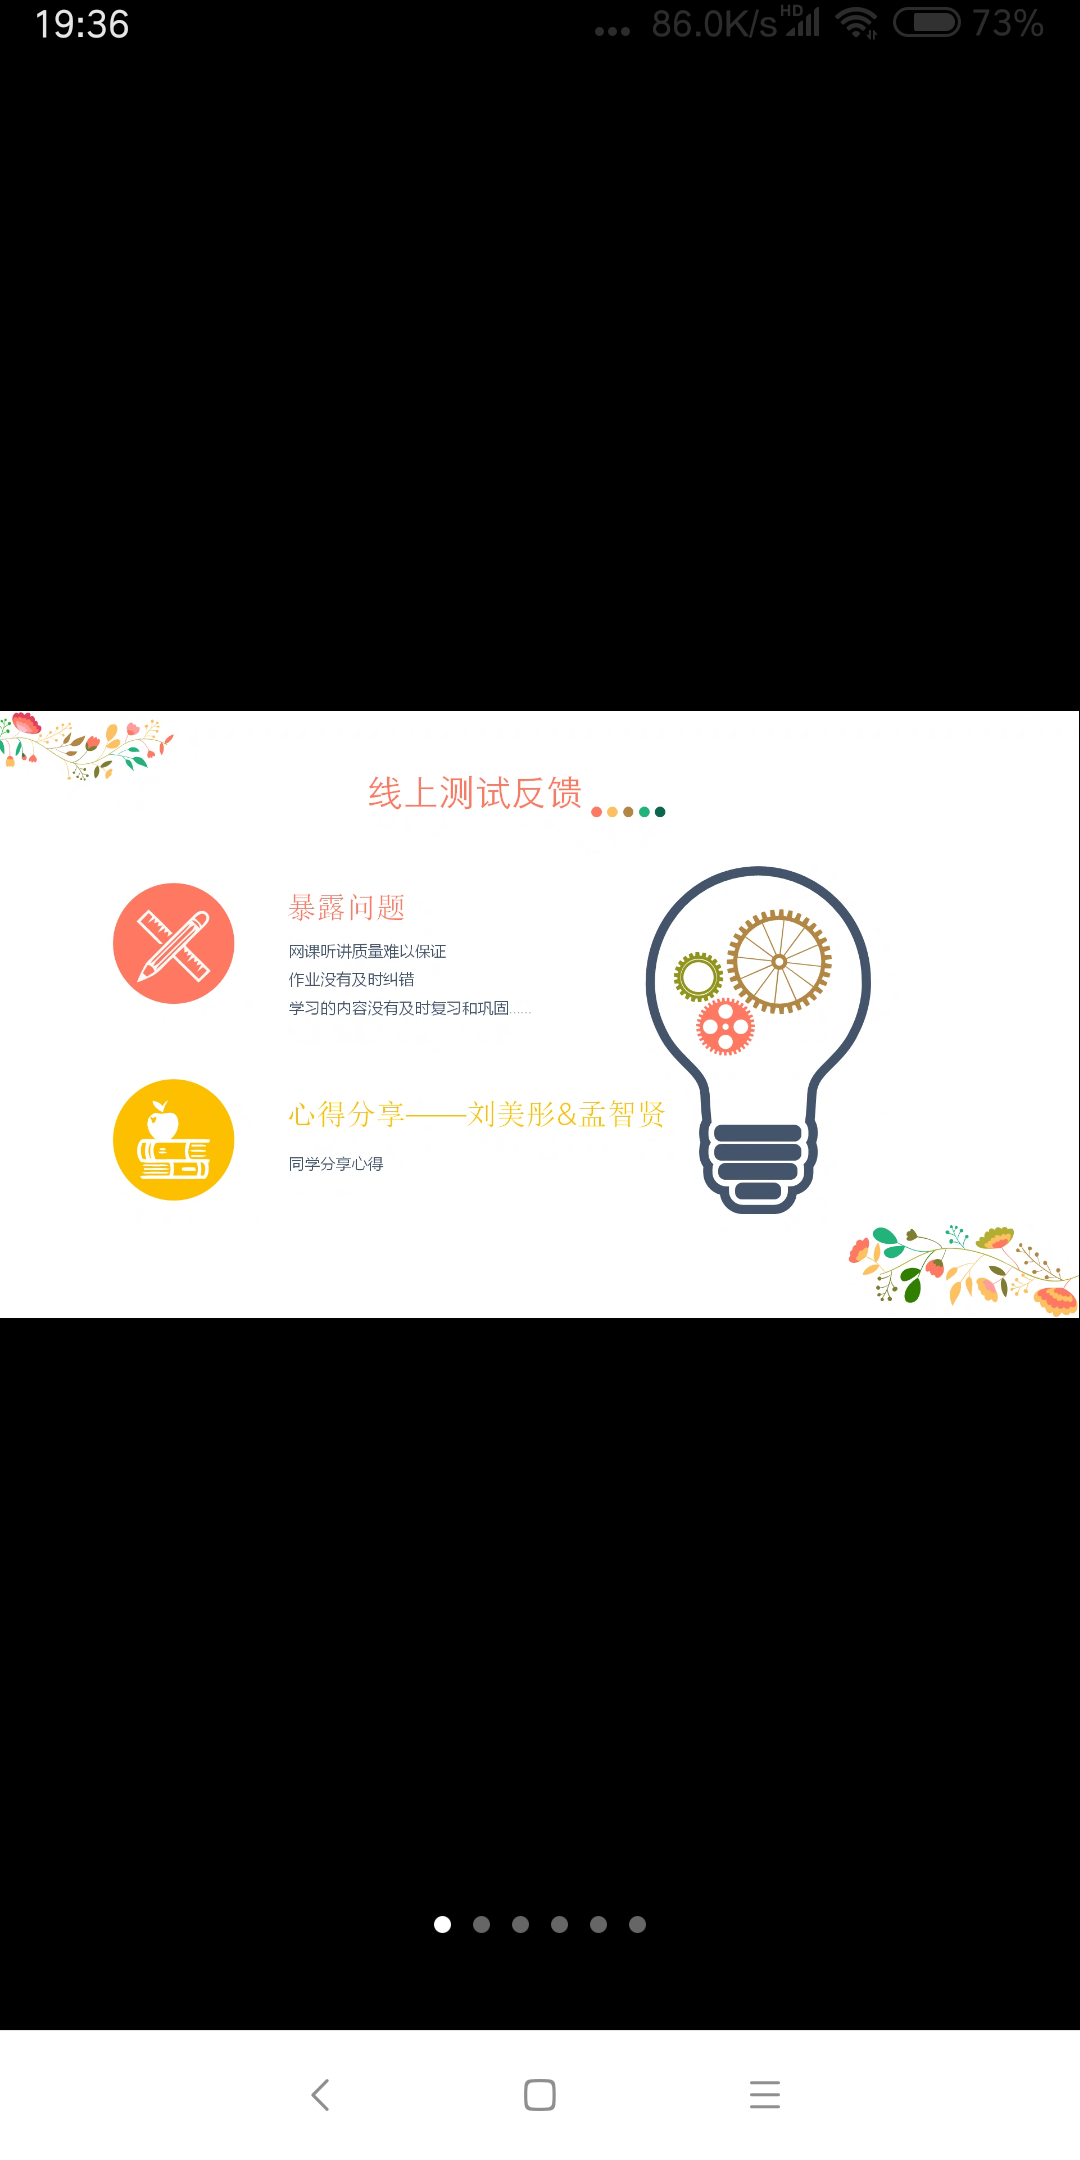 19:36
... 86.0K/s HD 73%
线上测试反馈
暴露问题
网课听讲质量难以保证
作业没有及时纠错
学习的内容没有及时复习和巩固......
心得分享——刘美彤&孟智贤
同学分享心得